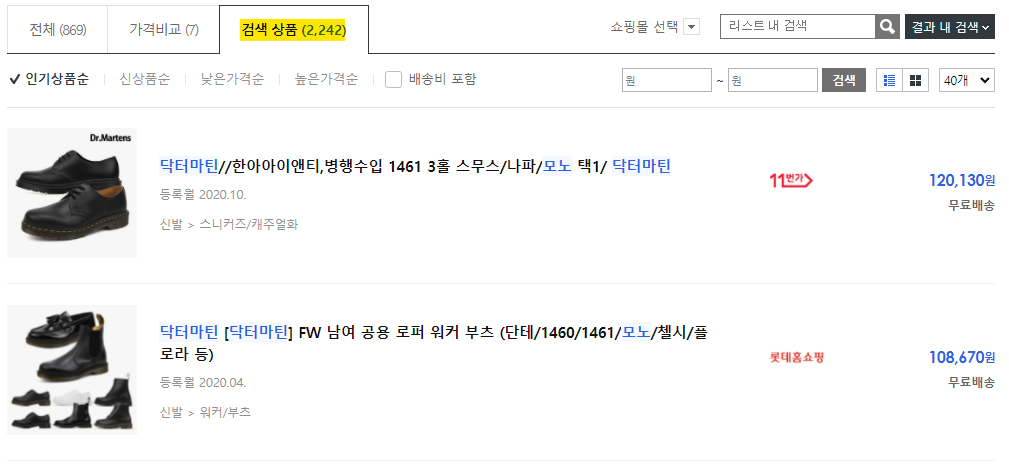 전체 (869) 가격비교 (7) 검색 상품 (2,242) 쇼핑몰 선택 리스트 내 검색 결과 내 검색
인기상품순 신상품순 낮은가격순 높은가격순 배송비 포함 원 ~ 원 검색 40개
Dr.Martens
닥터마틴//한아아이앤티,병행수입 1461 3홀 스무스/나파/모노 택1/ 닥터마틴
등록월 2020.10.
신발 > 스니커즈/캐주얼화
11번가
120,130원
무료배송
닥터마틴 [닥터마틴] FW 남여 공용 로퍼 워커 부츠 (단테/1460/1461/모노/첼시/플
로라 등)
등록월 2020.04.
신발 > 워커/부츠
롯데홈쇼핑
108,670원
무료배송